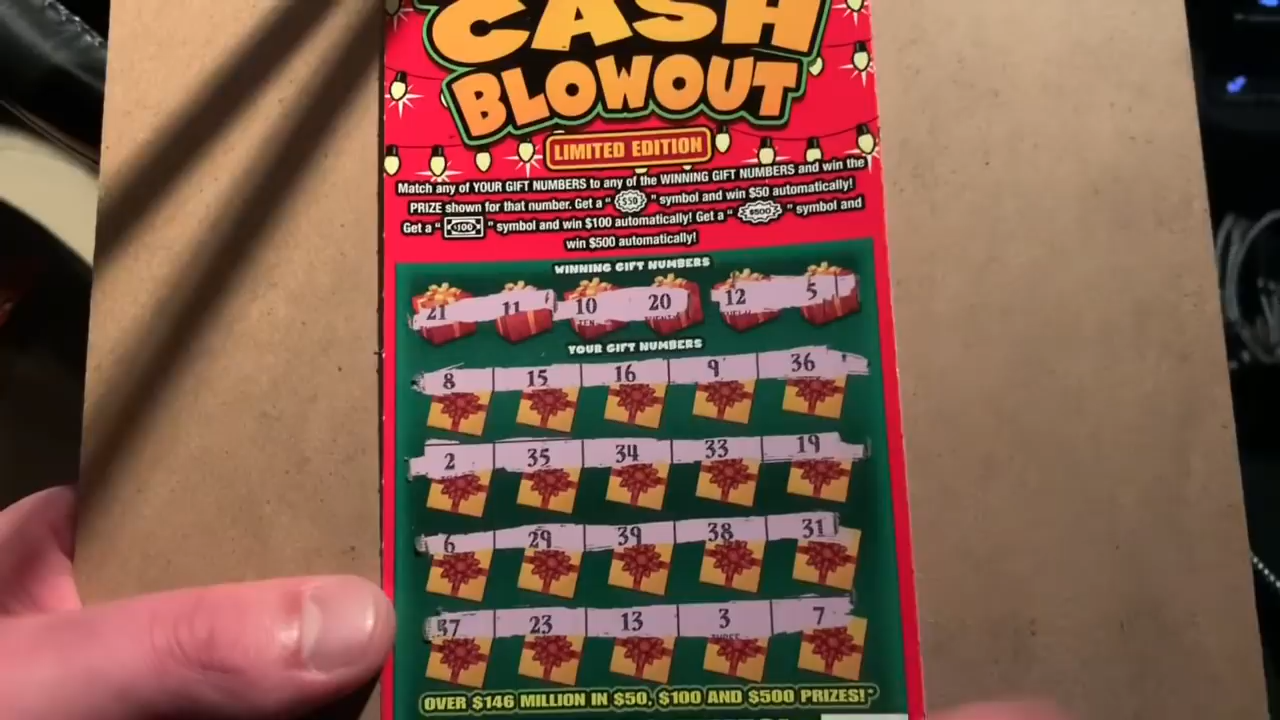 CASH
BLOWOUT
LIMITED EDITION
Match any of YOUR GIFT NUMBERS to any of the WINNING GIFT NUMBERS and win the
PRIZE shown for that number. Get a " $50 " symbol and win $50 automatically!
Get a " $100 " symbol and win $100 automatically! Get a " $500 " symbol and
win $500 automatically!
WINNING GIFT NUMBERS
21 11 10 20 12 5
TEN
YOUR GIFT NUMBERS
8 15 16 9 36
2 35 34 33 19
6 29 39 38 31
37 23 13 3 7
THREE
OVER $146 MILLION IN $50, $100 AND $500 PRIZES!*